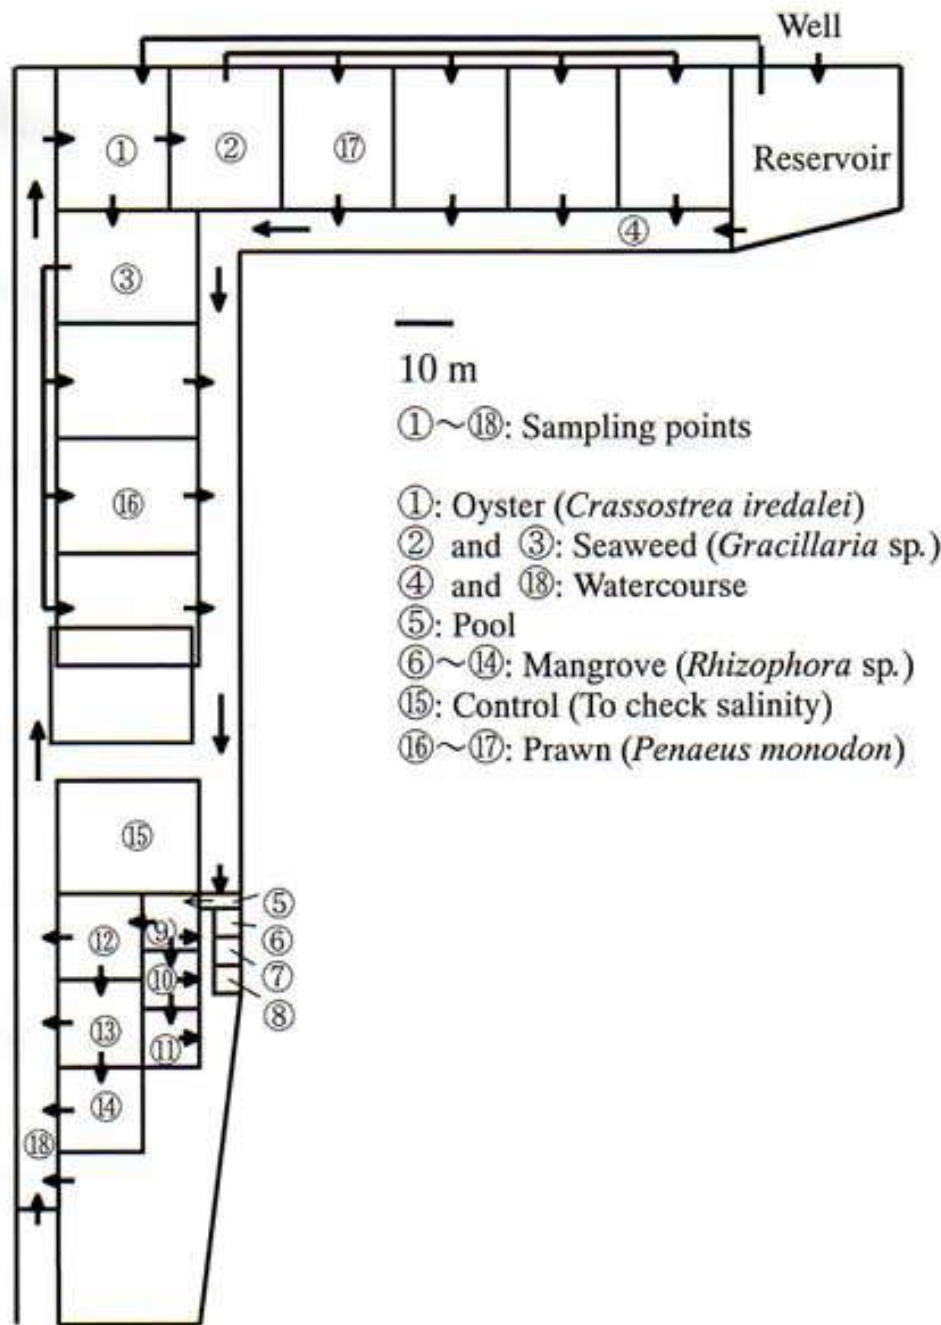 Well
① ② ⑰ Reservoir
④
③
10 m
①~⑱: Sampling points
①: Oyster (Crassostrea iredalei)
⑯
② and ③: Seaweed (Gracillaria sp.)
④ and ⑱: Watercourse
⑤: Pool
⑥~⑭: Mangrove (Rhizophora sp.)
⑮: Control (To check salinity)
⑯~⑰: Prawn (Penaeus monodon)
⑮
⑤
⑫ ⑨ ⑥
⑩ ⑦
⑧
⑬ ⑪
⑭
⑱